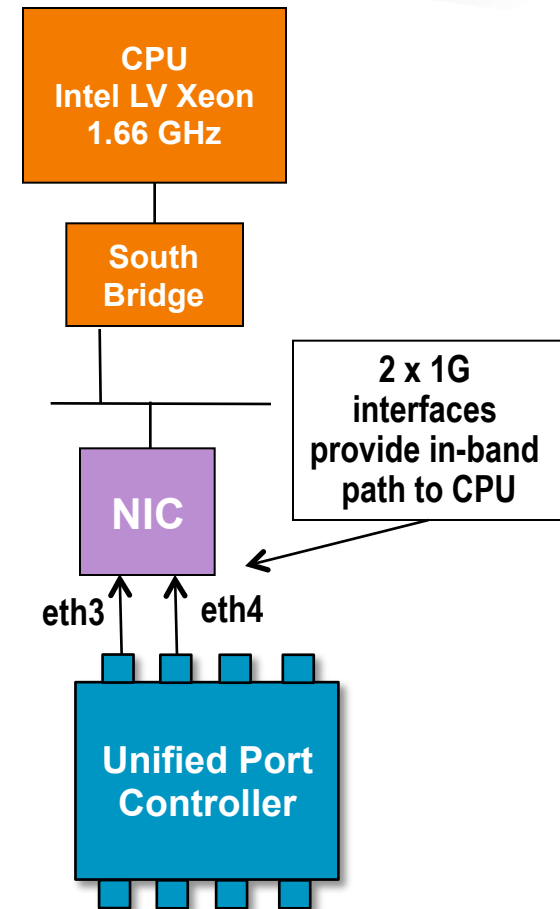 CPU
Intel LV Xeon
1.66 GHz
South
Bridge
2 x 1G
interfaces
provide in-band
path to CPU
NIC
eth3
eth4
Unified Port
Controller